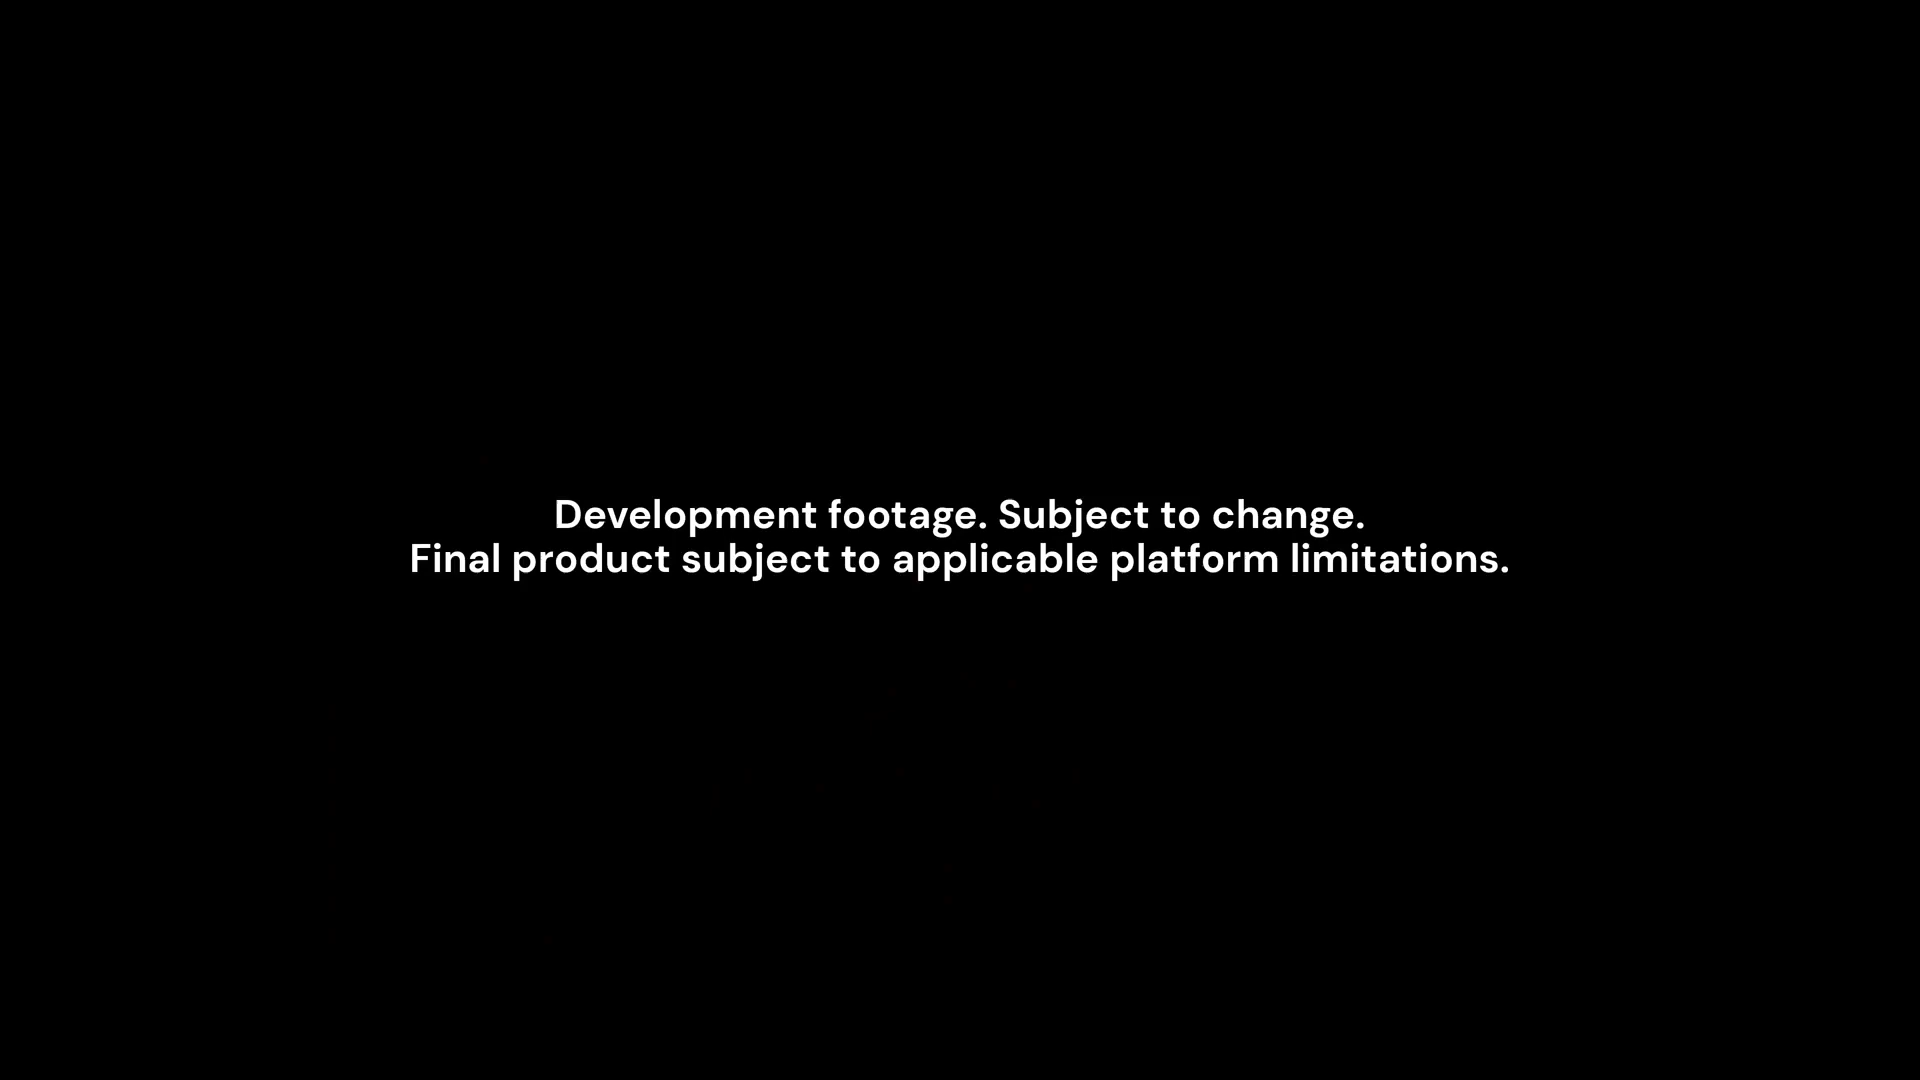 Development footage. Subject to change.
Final product subject to applicable platform limitations.